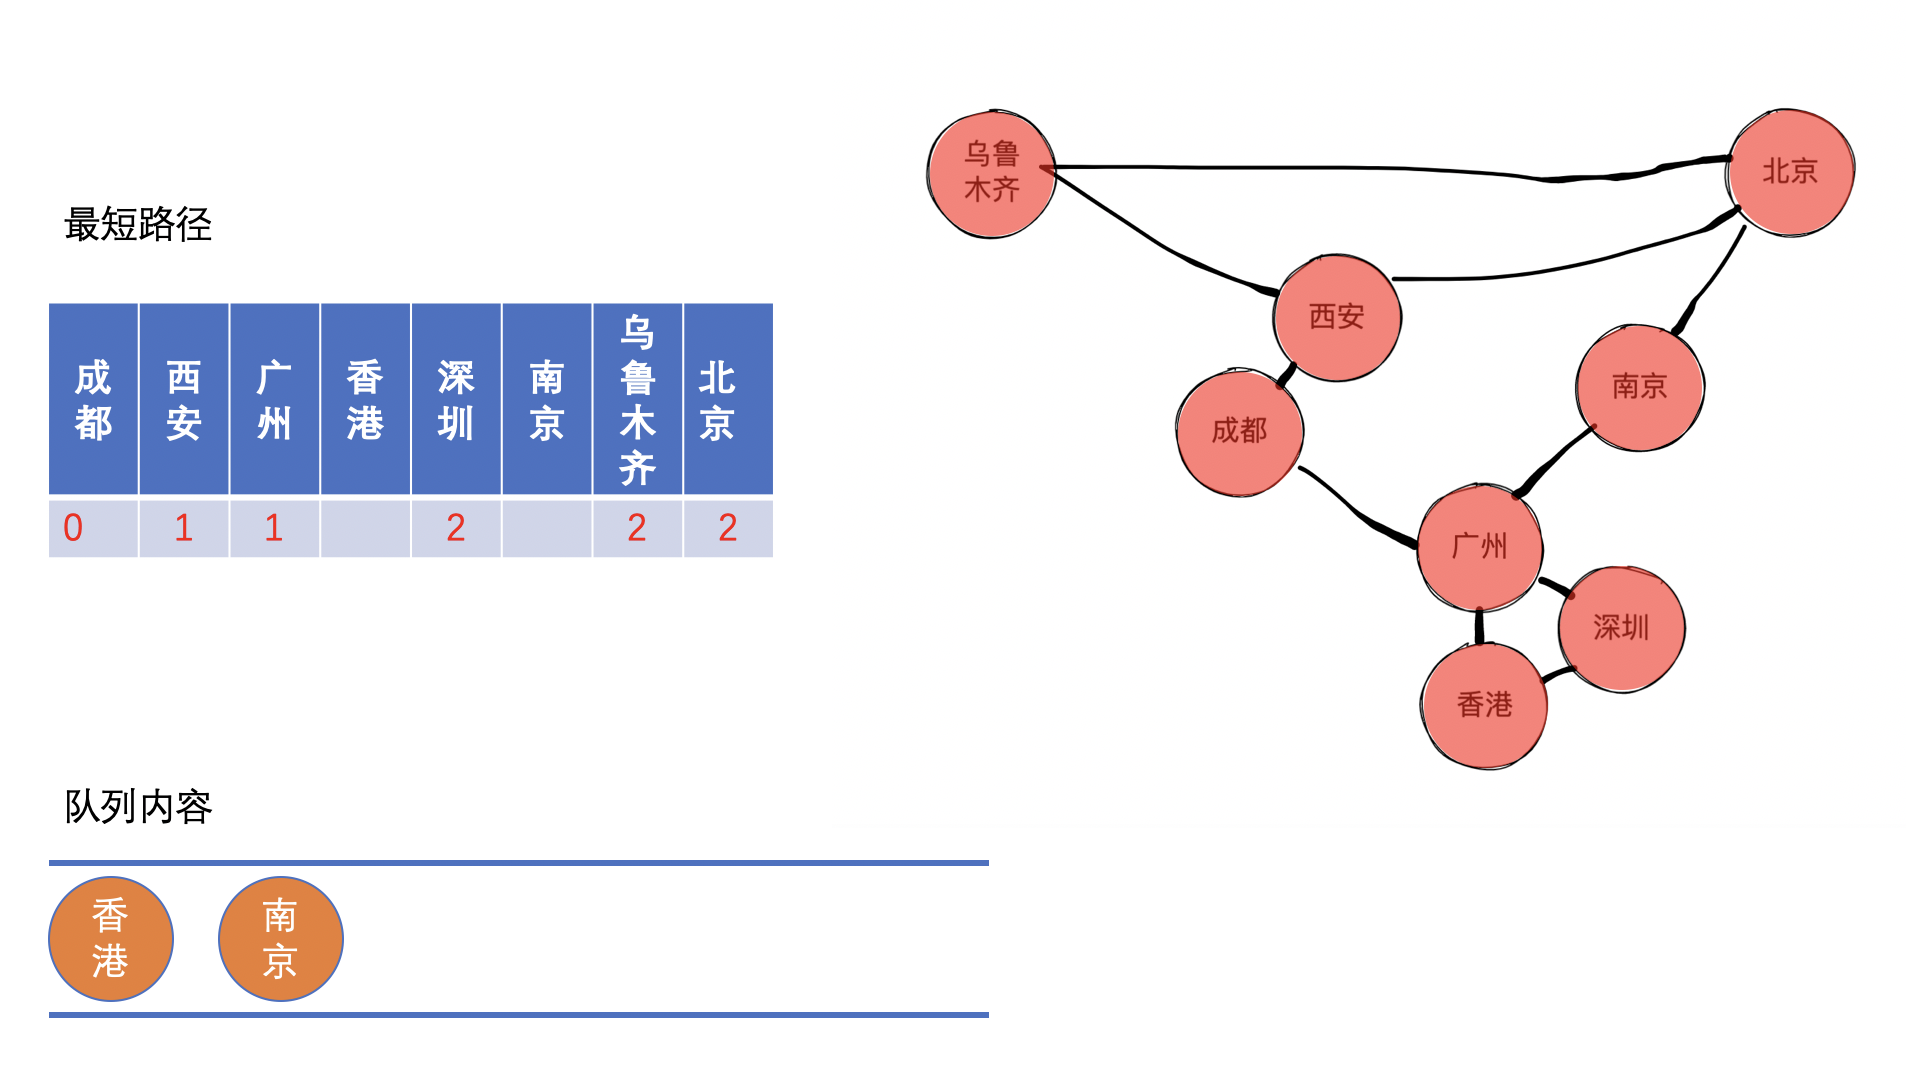 最短路径
成都
西安
广州
香港
深圳
南京
乌鲁木齐
北京
0 1 1 2 2 2
队列内容
香港
南京
乌鲁
木齐
北京
西安
南京
成都
广州
深圳
香港